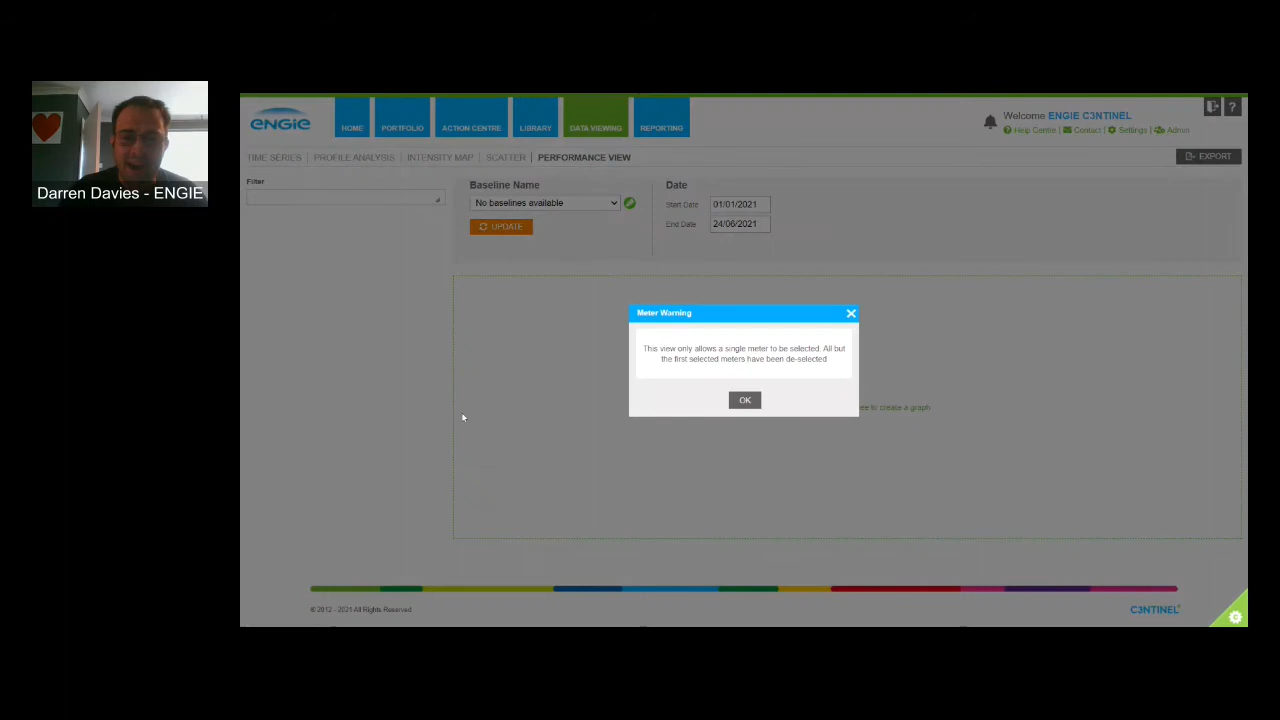 Darren Davies - ENGIE
ENGIE
HOME
PORTFOLIO
ACTION CENTRE
LIBRARY
DATA VIEWING
REPORTING
Welcome ENGIE C3NTINEL
?
Help Centre | Contact | Settings | Admin
TIME SERIES | PROFILE ANALYSIS | INTENSITY MAP | SCATTER | PERFORMANCE VIEW
EXPORT
Filter
Baseline Name
No baselines available
UPDATE
Date
Start Date 01/01/2021
End Date 24/06/2021
Meter Warning
This view only allows a single meter to be selected. All but
the first selected meters have been de-selected
OK
to create a graph
© 2012 - 2021 All Rights Reserved
C3NTINEL